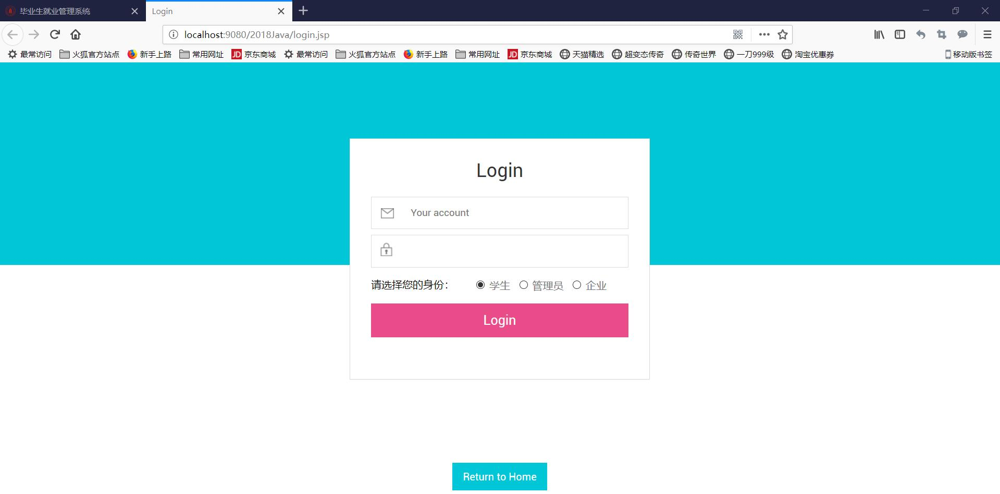 毕业生就业管理系统
Login
localhost:9080/2018Java/login.jsp
最常访问 火狐官方站点 新手上路 常用网址 JD 京东商城 最常访问 火狐官方站点 新手上路 常用网址 JD 京东商城 天猫精选 超变态传奇 传奇世界 一刀999级 淘宝优惠券 移动版书签
Login
Your account
请选择您的身份： 学生 管理员 企业
Login
Return to Home